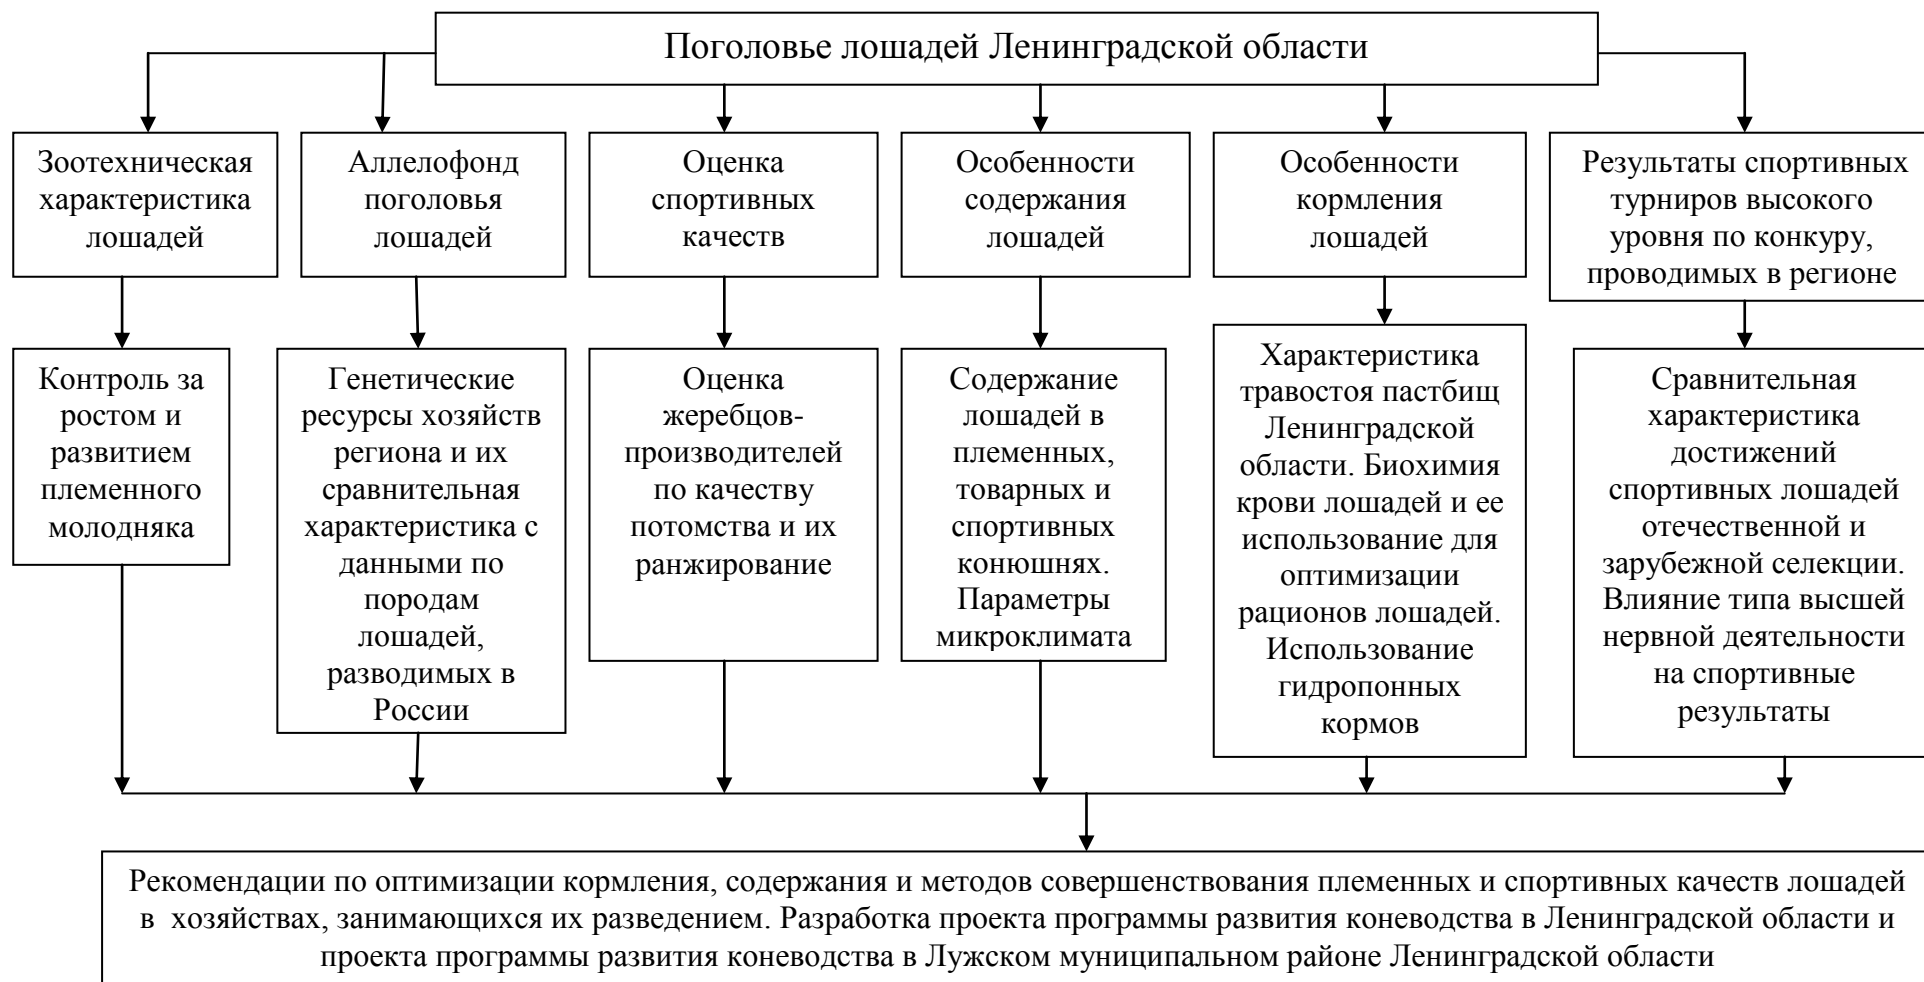 Поголовье лошадей Ленинградской области
Зоотехническая
характеристика
лошадей
Аллелофонд
поголовья
лошадей
Оценка
спортивных
качеств
Особенности
содержания
лошадей
Особенности
кормления
лошадей
Результаты спортивных
турниров высокого
уровня по конкуру,
проводимых в регионе
Контроль за
ростом и
развитием
племенного
молодняка
Генетические
ресурсы хозяйств
региона и их
сравнительная
характеристика с
данными по
породам
лошадей,
разводимых в
России
Оценка
жеребцов-
производителей
по качеству
потомства и их
ранжирование
Содержание
лошадей в
племенных,
товарных и
спортивных
конюшнях.
Параметры
микроклимата
Характеристика
травостоя пастбищ
Ленинградской
области. Биохимия
крови лошадей и ее
использование для
оптимизации
рационов лошадей.
Использование
гидропонных
кормов
Сравнительная
характеристика
достижений
спортивных лошадей
отечественной и
зарубежной селекции.
Влияние типа высшей
нервной деятельности
на спортивные
результаты
Рекомендации по оптимизации кормления, содержания и методов совершенствования племенных и спортивных качеств лошадей
в хозяйствах, занимающихся их разведением. Разработка проекта программы развития коневодства в Ленинградской области и
проекта программы развития коневодства в Лужском муниципальном районе Ленинградской области